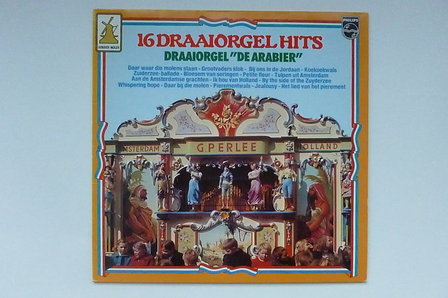 16 DRAAIORGEL HITS
PHILIPS
DRAAIORGEL "DE ARABIER"
Daar waar die molens staan - Grootvaders klok - Bij ons in de Jordaan - Koekoekwals
Zuiderzee-ballade - Bloesem van seringen - Petite fleur - Tulpen uit Amsterdam
Aan de Amsterdamse grachten - Ik hou van Holland - By the side of the Zuyderzee
Whispering hope - Daar bij die molen - Pierementwals - Jealousy - Het lied van het pierement
AMSTERDAM G.PERLEE HOLLAND